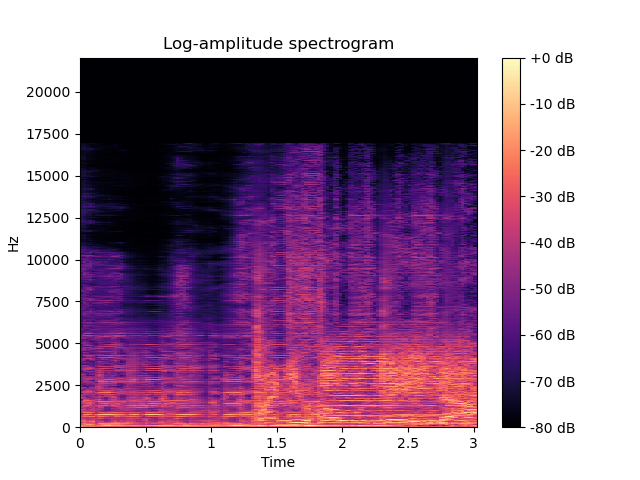 Log-amplitude spectrogram
Hz
20000
17500
15000
12500
10000
7500
5000
2500
0
0 0.5 1 1.5 2 2.5 3
Time
+0 dB
-10 dB
-20 dB
-30 dB
-40 dB
-50 dB
-60 dB
-70 dB
-80 dB